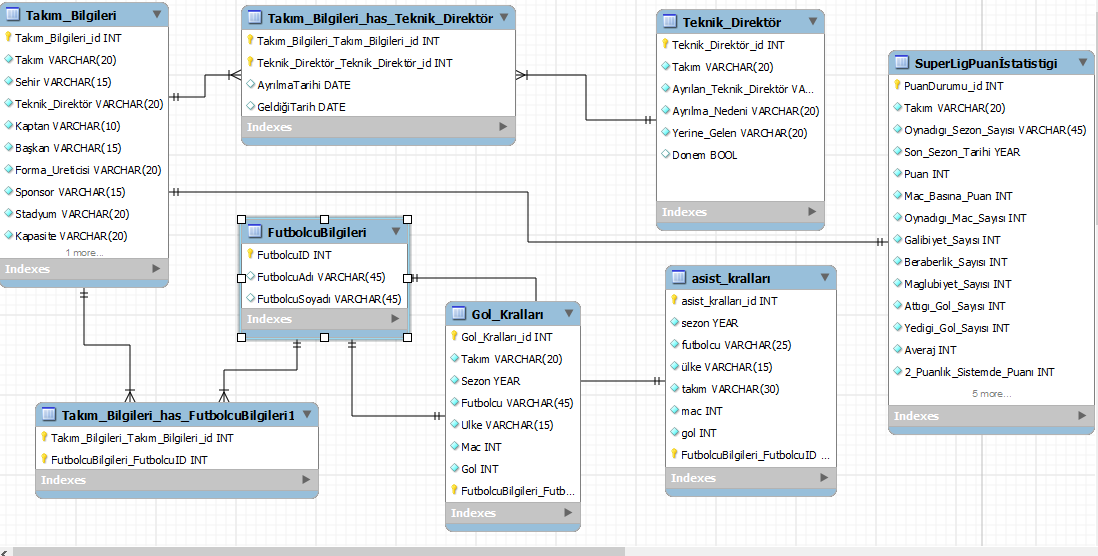 Takım_Bilgileri
Takım_Bilgileri_id INT
Takım VARCHAR(20)
Sehir VARCHAR(15)
Teknik_Direktör VARCHAR(20)
Kaptan VARCHAR(10)
Başkan VARCHAR(15)
Forma_Ureticisi VARCHAR(20)
Sponsor VARCHAR(15)
Stadyum VARCHAR(20)
Kapasite VARCHAR(20)
1 more...
Indexes
Takım_Bilgileri_has_Teknik_Direktör
Takım_Bilgileri_Takım_Bilgileri_id INT
Teknik_Direktör_Teknik_Direktör_id INT
AyrılmaTarihi DATE
GeldiğiTarih DATE
Indexes
Teknik_Direktör
Teknik_Direktör_id INT
Takım VARCHAR(20)
Ayrılan_Teknik_Direktör VA...
Ayrılma_Nedeni VARCHAR(20)
Yerine_Gelen VARCHAR(20)
Donem BOOL
Indexes
SuperLigPuanİstatistigi
PuanDurumu_id INT
Takım VARCHAR(20)
Oynadıgı_Sezon_Sayısı VARCHAR(45)
Son_Sezon_Tarihi YEAR
Puan INT
Mac_Basına_Puan INT
Oynadıgı_Mac_Sayısı INT
Galibiyet_Sayısı INT
Beraberlik_Sayısı INT
Maglubiyet_Sayısı INT
Attıgı_Gol_Sayısı INT
Yedigi_Gol_Sayısı INT
Averaj INT
2_Puanlık_Sistemde_Puanı INT
5 more...
Indexes
FutbolcuBilgileri
FutbolcuID INT
FutbolcuAdı VARCHAR(45)
FutbolcuSoyadı VARCHAR(45)
Indexes
Gol_Kralları
Gol_Kralları_id INT
Takım VARCHAR(20)
Sezon YEAR
Futbolcu VARCHAR(45)
Ulke VARCHAR(15)
Mac INT
Gol INT
FutbolcuBilgileri_Futb...
Indexes
asist_kralları
asist_kralları_id INT
sezon YEAR
futbolcu VARCHAR(25)
ülke VARCHAR(15)
takım VARCHAR(30)
mac INT
gol INT
FutbolcuBilgileri_FutbolcuID ...
Indexes
Takım_Bilgileri_has_FutbolcuBilgileri1
Takım_Bilgileri_Takım_Bilgileri_id INT
FutbolcuBilgileri_FutbolcuID INT
Indexes